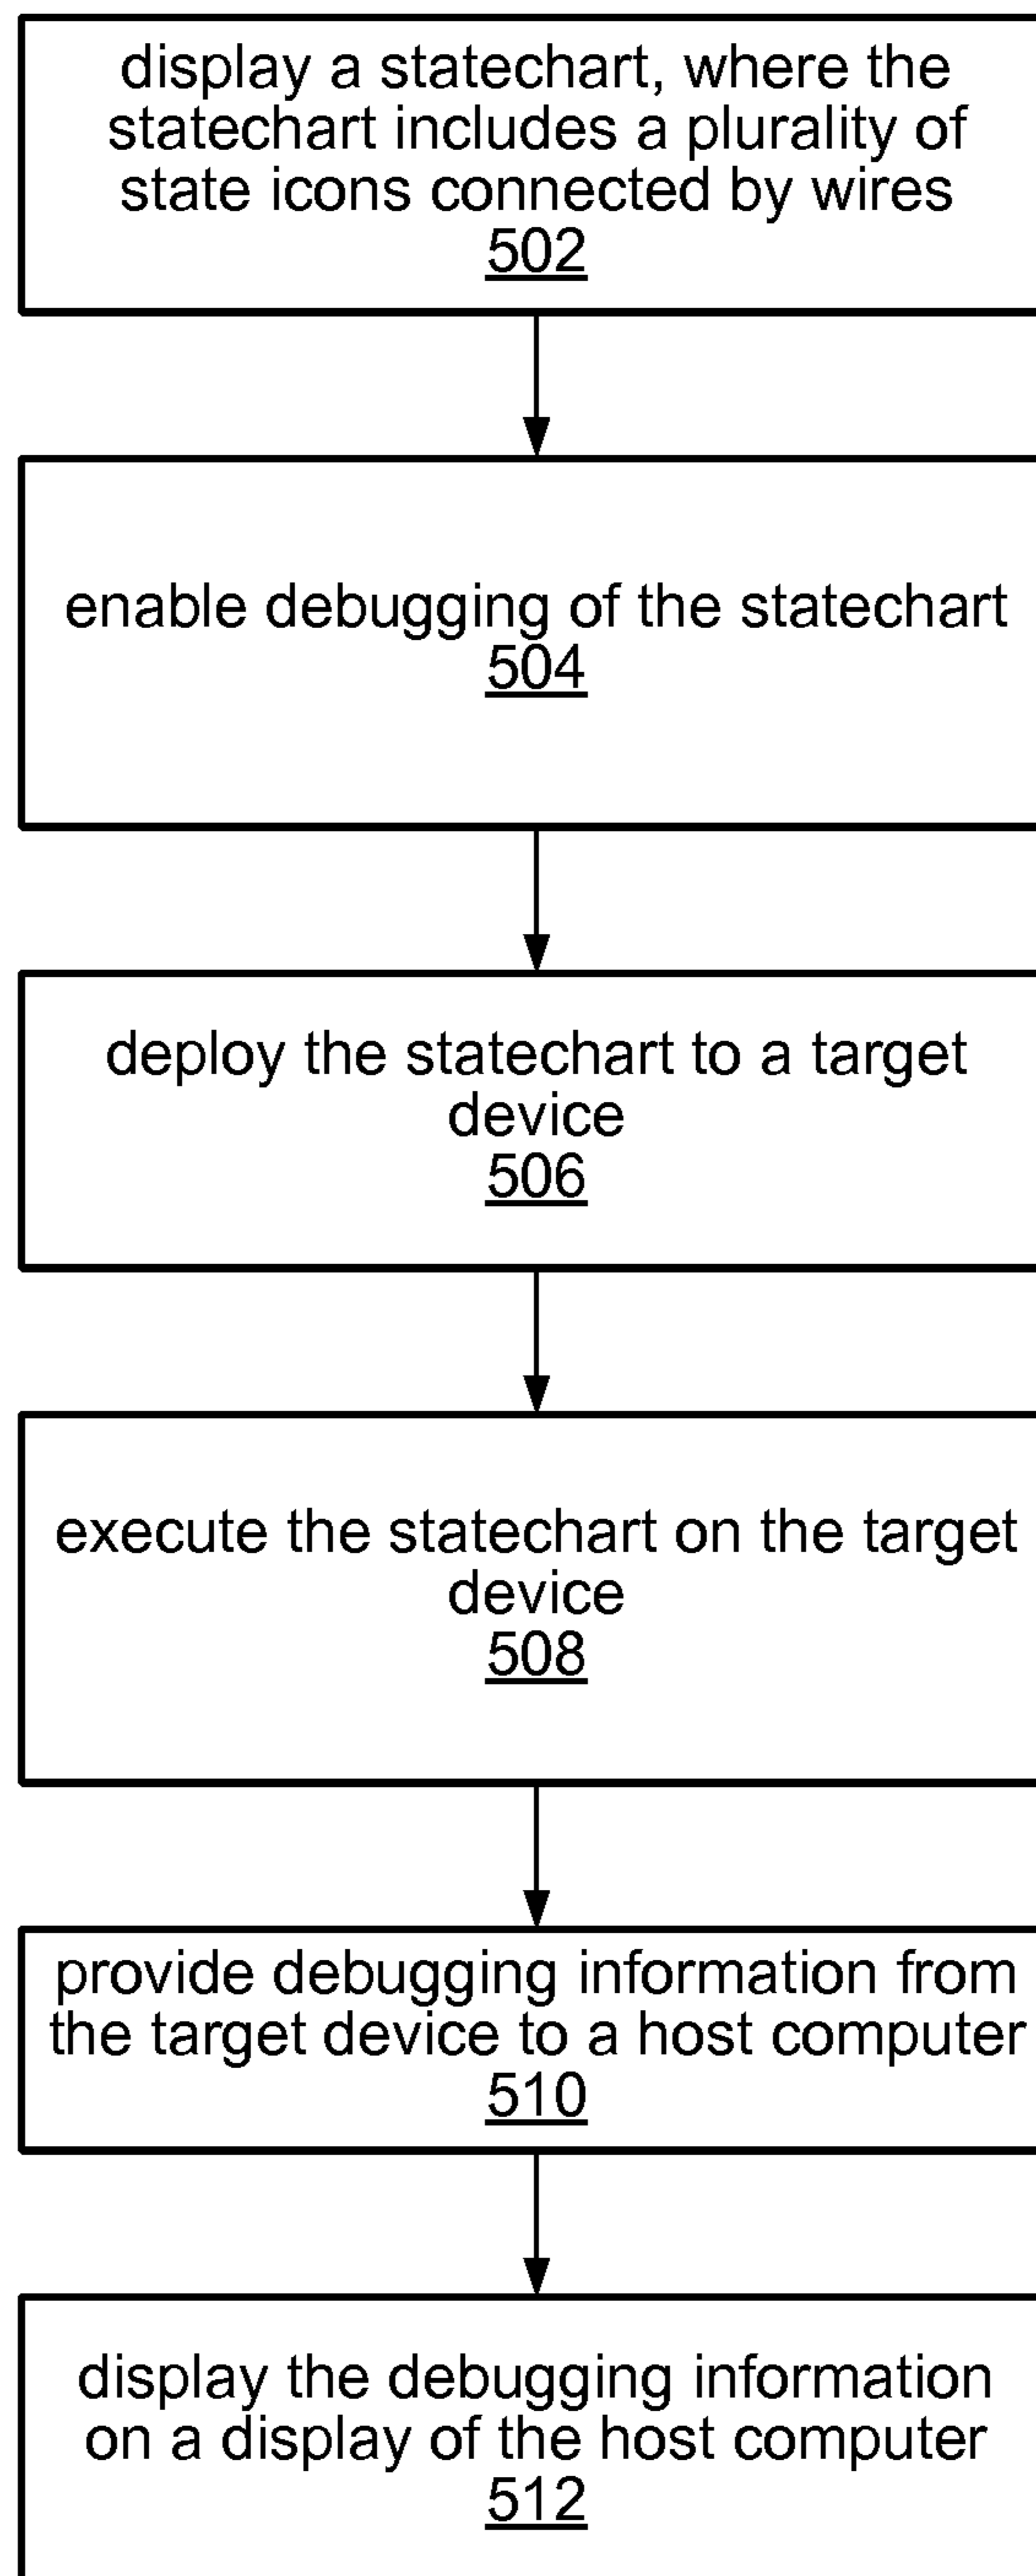 display a statechart, where the
statechart includes a plurality of
state icons connected by wires
502
enable debugging of the statechart
504
deploy the statechart to a target
device
506
execute the statechart on the target
device
508
provide debugging information from
the target device to a host computer
510
display the debugging information
on a display of the host computer
512